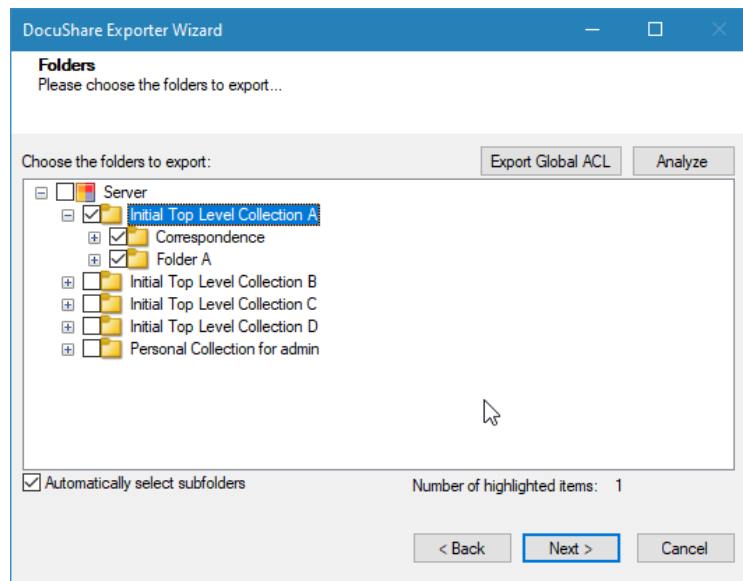 DocuShare Exporter Wizard
Folders
Please choose the folders to export...
Choose the folders to export:
Export Global ACL
Analyze
Server
Initial Top Level Collection A
Correspondence
Folder A
Initial Top Level Collection B
Initial Top Level Collection C
Initial Top Level Collection D
Personal Collection for admin
Automatically select subfolders
Number of highlighted items: 1
< Back
Next >
Cancel